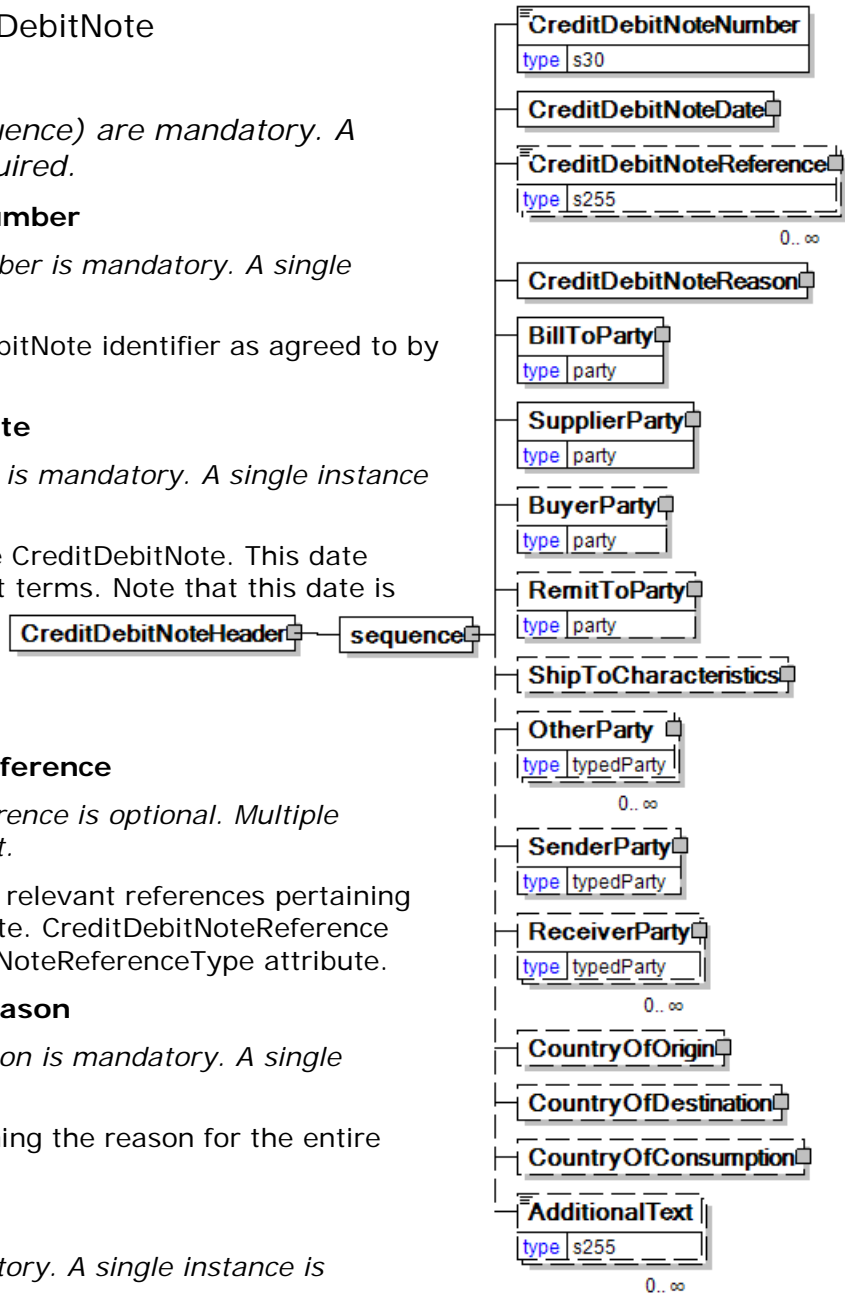 DebitNote
uence) are mandatory. A
uired.
umber
ber is mandatory. A single
bitNote identifier as agreed to by
te
is mandatory. A single instance
e CreditDebitNote. This date
t terms. Note that this date is
ference
rence is optional. Multiple
t.
relevant references pertaining
te. CreditDebitNoteReference
NoteReferenceType attribute.
eason
on is mandatory. A single
ning the reason for the entire
tory. A single instance is
CreditDebitNoteHeader
sequence
CreditDebitNoteNumber
type s30
CreditDebitNoteDate
CreditDebitNoteReference
type s255
0.. ∞
CreditDebitNoteReason
BillToParty
type party
SupplierParty
type party
BuyerParty
type party
RemitToParty
type party
ShipToCharacteristics
OtherParty
type typedParty
0.. ∞
SenderParty
type typedParty
ReceiverParty
type typedParty
0.. ∞
CountryOfOrigin
CountryOfDestination
CountryOfConsumption
AdditionalText
type s255
0.. ∞